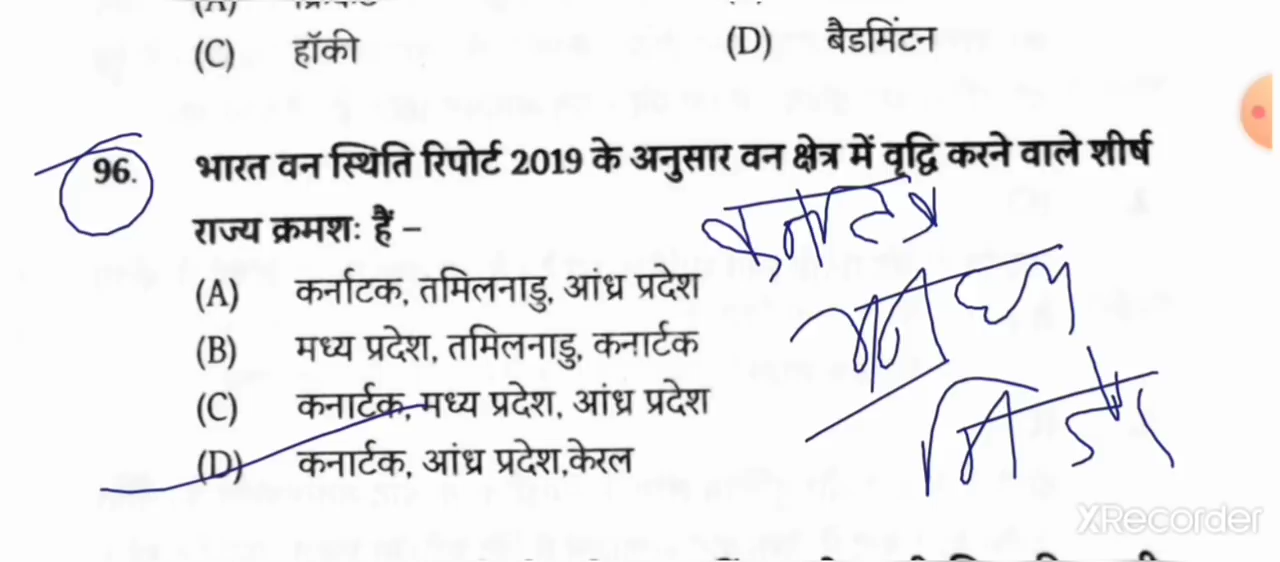 (C) हॉकी (D) बैडमिंटन
96. भारत वन स्थिति रिपोर्ट 2019 के अनुसार वन क्षेत्र में वृद्धि करने वाले शीर्ष
राज्य क्रमशः हैं –
(A) कर्नाटक, तमिलनाडु, आंध्र प्रदेश
(B) मध्य प्रदेश, तमिलनाडु, कनार्टक
(C) कनार्टक, मध्य प्रदेश, आंध्र प्रदेश
(D) कनार्टक, आंध्र प्रदेश,केरल
XRecorder